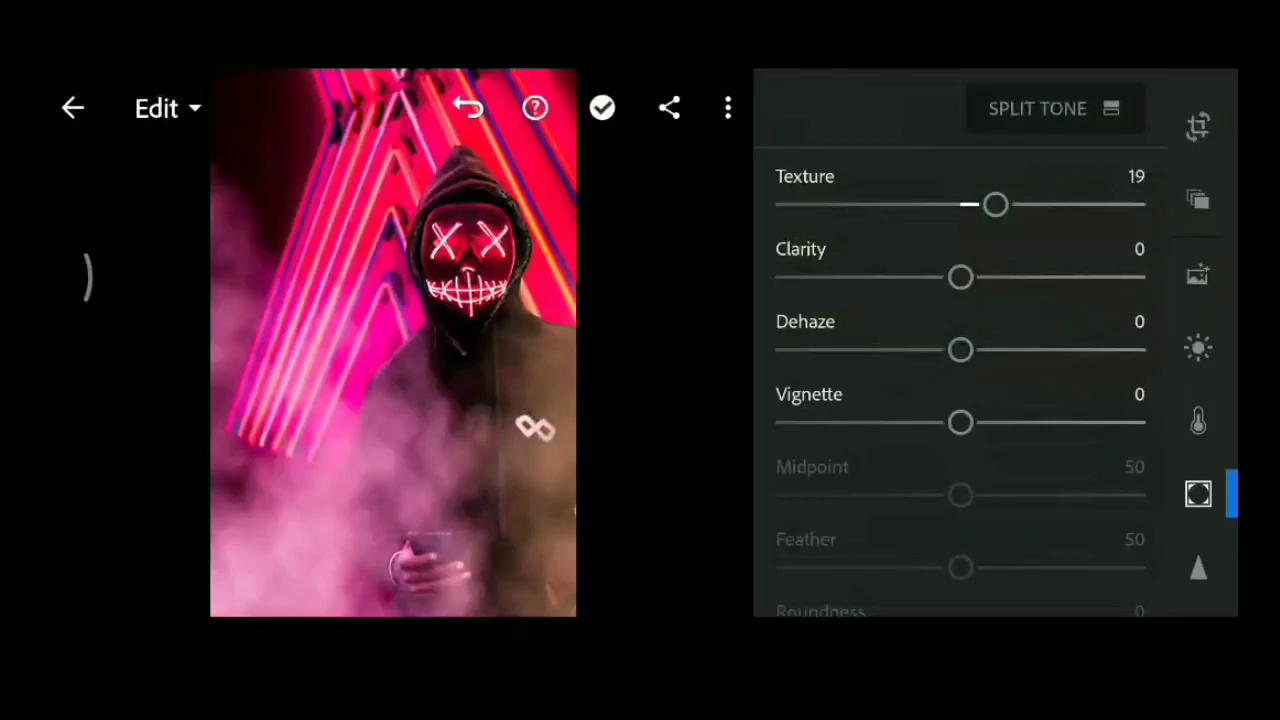 Edit
SPLIT TONE
Texture 19
Clarity 0
Dehaze 0
Vignette 0
Midpoint 50
Feather 50
Roundness 0